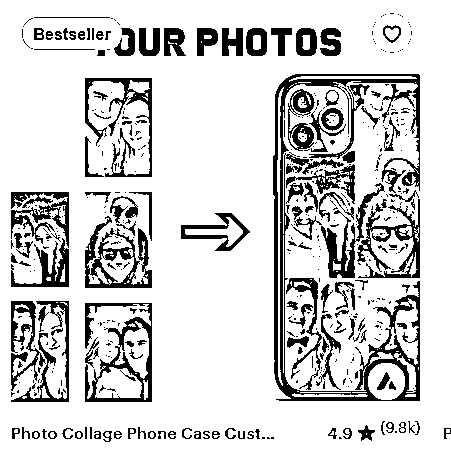 Bestseller
YOUR PHOTOS
Photo Collage Phone Case Cust...
4.9 ★ (9.8k)
P